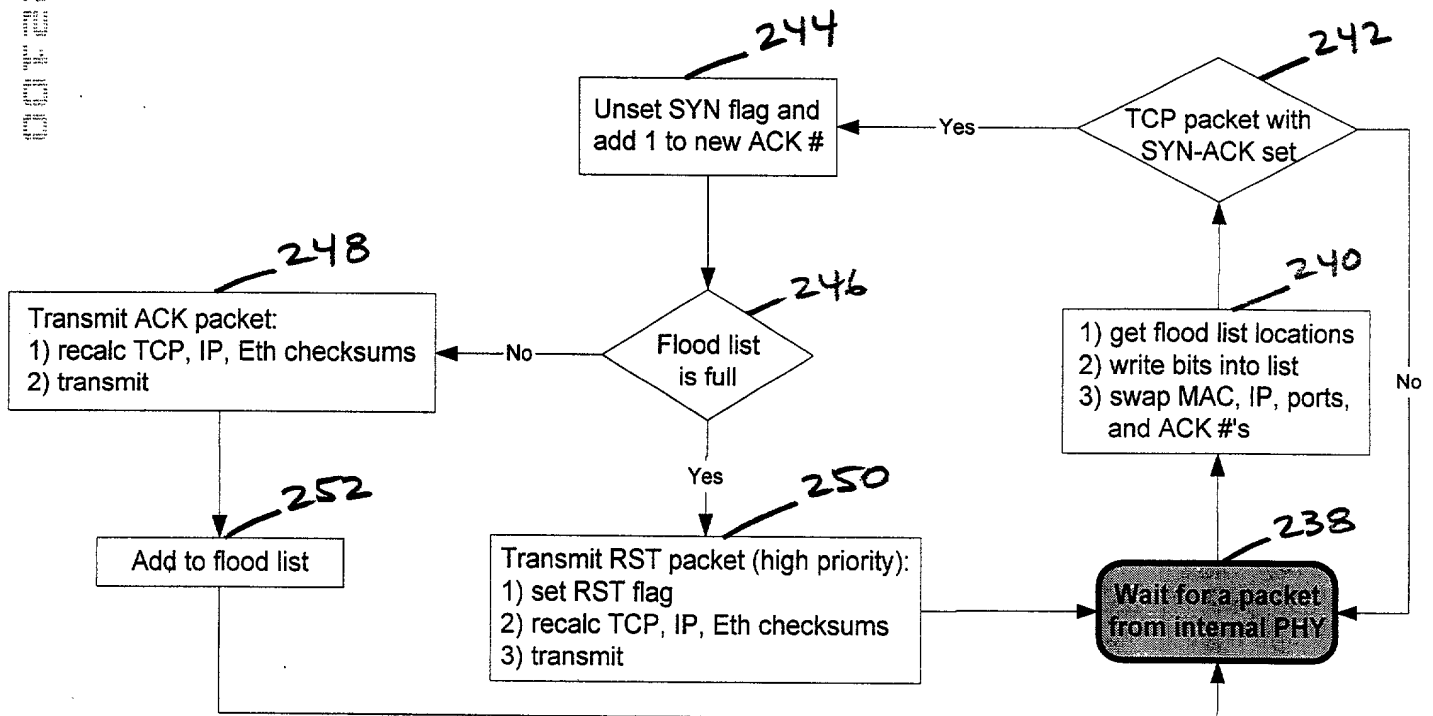 244
242
Unset SYN flag and
add 1 to new ACK #
Yes
TCP packet with
SYN-ACK set
248
246
240
Transmit ACK packet:
1) recalc TCP, IP, Eth checksums
2) transmit
No
Flood list
is full
1) get flood list locations
2) write bits into list
3) swap MAC, IP, ports,
and ACK #'s
No
Yes
252
250
238
Add to flood list
Transmit RST packet (high priority):
1) set RST flag
2) recalc TCP, IP, Eth checksums
3) transmit
Wait for a packet
from internal PHY